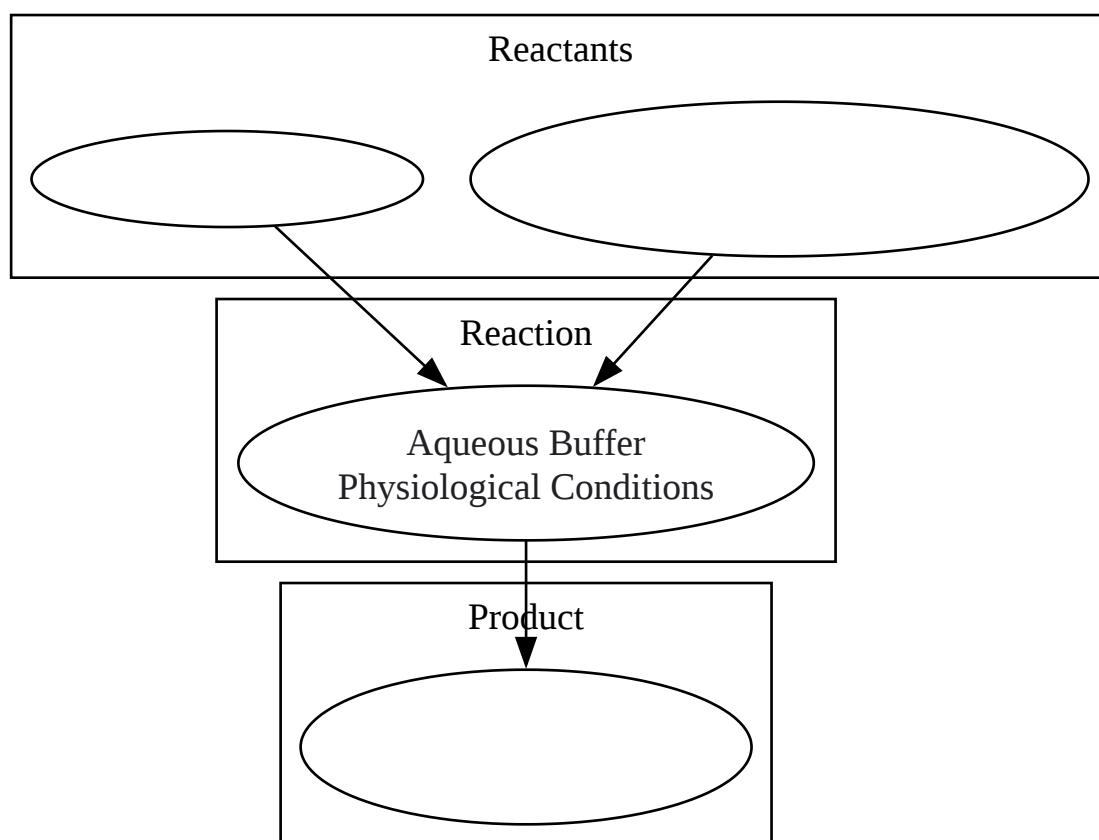 Reactants
Reaction
Aqueous Buffer
Physiological Conditions
Product